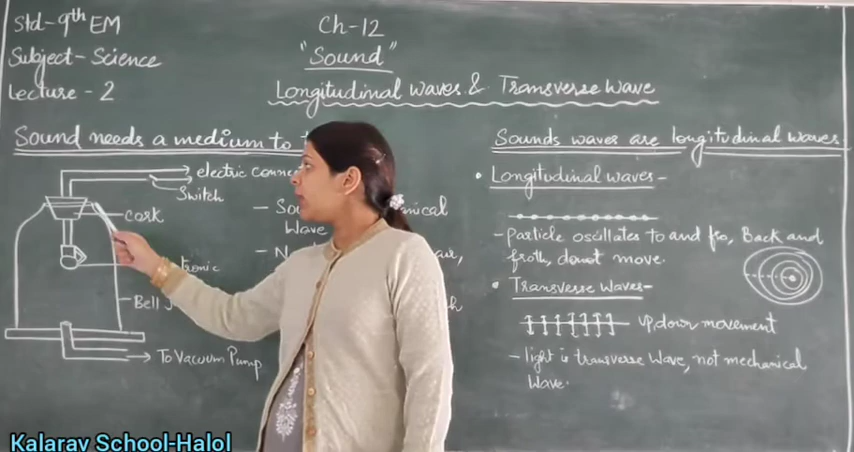 Std-9th EM
Subject-Science
Lecture-2
Ch-12
"Sound"
Longitudinal waves & Transverse Wave
Sound needs a medium to
electric conne
Switch
cork
Bell
To Vacuum Pump
Wave
Sounds waves are longitudinal waves
• Longitudinal waves-
- Particle oscillates to and fro, Back and
froth, donot move.
• Transverse Waves-
up, down movement
- light is transverse wave, not mechanical
Wave.
Kalarav School-Halol